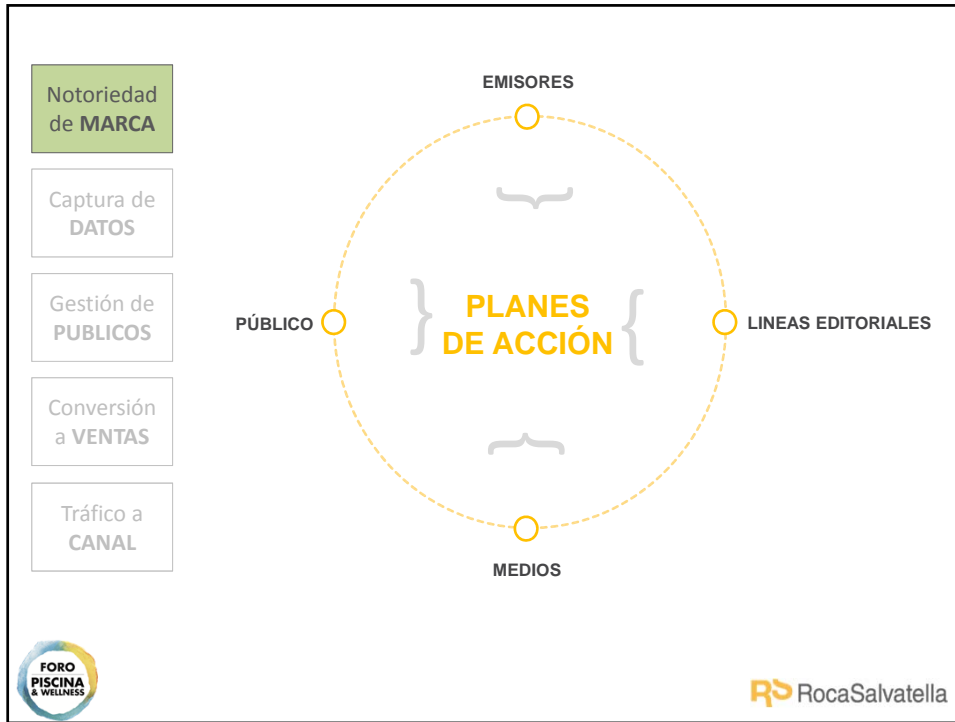 Notoriedad
de MARCA
Captura de
DATOS
Gestión de
PUBLICOS
Conversión
a VENTAS
Tráfico a
CANAL
EMISORES
PÚBLICO
PLANES
DE ACCIÓN
LINEAS EDITORIALES
MEDIOS
FORO
PISCINA
& WELLNESS
RS RocaSalvatella